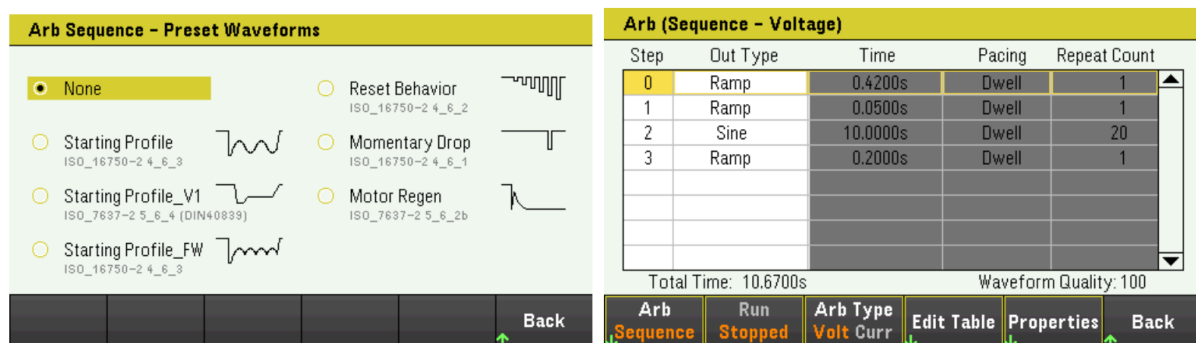 Arb Sequence - Preset Waveforms
None
Starting Profile
ISO_16750-2 4_6_3
Starting Profile_V1
ISO_7637-2 5_6_4 (DIN40839)
Starting Profile_FW
ISO_16750-2 4_6_3
Reset Behavior
ISO_16750-2 4_6_2
Momentary Drop
ISO_16750-2 4_6_1
Motor Regen
ISO_7637-2 5_6_2b
Back
Arb (Sequence - Voltage)
Step Out Type Time Pacing Repeat Count
0 Ramp 0.4200s Dwell 1
1 Ramp 0.0500s Dwell 1
2 Sine 10.0000s Dwell 20
3 Ramp 0.2000s Dwell 1
Total Time: 10.6700s Waveform Quality: 100
Arb Run Arb Type
Sequence Stopped Volt Curr Edit Table Properties Back